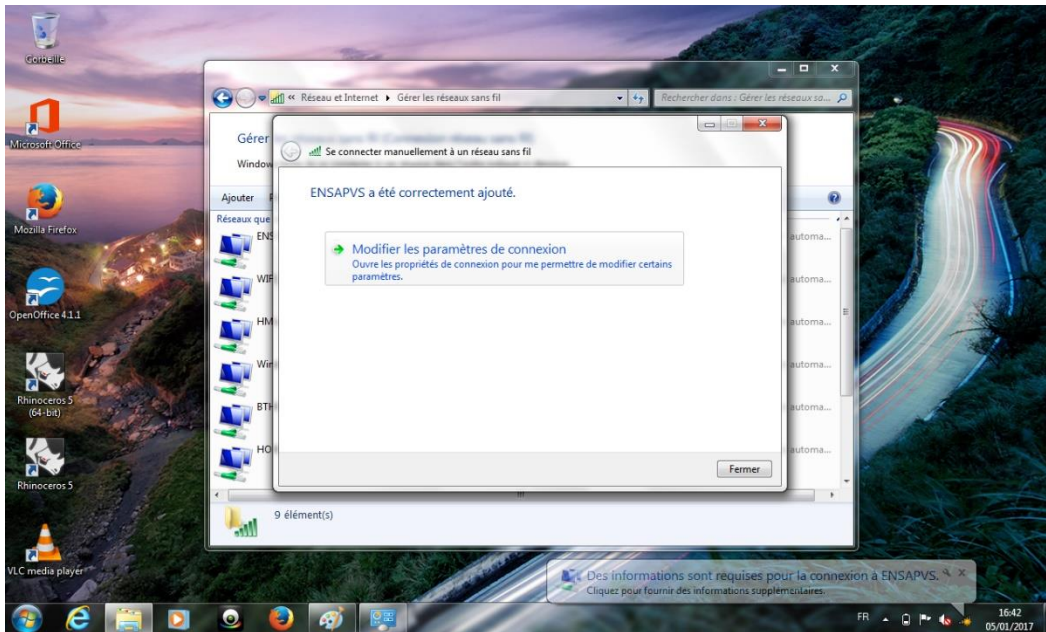 Corbeille
Microsoft Office
Mozilla Firefox
OpenOffice 4.1.1
Rhinoceros 5
(64-bit)
Rhinoceros 5
VLC media player
« Réseau et Internet ▸ Gérer les réseaux sans fil
Rechercher dans : Gérer les réseaux sa...
Gérer
Window
Ajouter
Réseaux que
ENS
WIF
HM
Win
BTH
HO
automa...
automa...
automa...
automa...
automa...
automa...
9 élément(s)
Se connecter manuellement à un réseau sans fil
ENSAPVS a été correctement ajouté.
Modifier les paramètres de connexion
Ouvre les propriétés de connexion pour me permettre de modifier certains
paramètres.
Fermer
Des informations sont requises pour la connexion à ENSAPVS.
Cliquez pour fournir des informations supplémentaires.
FR
16:42
05/01/2017